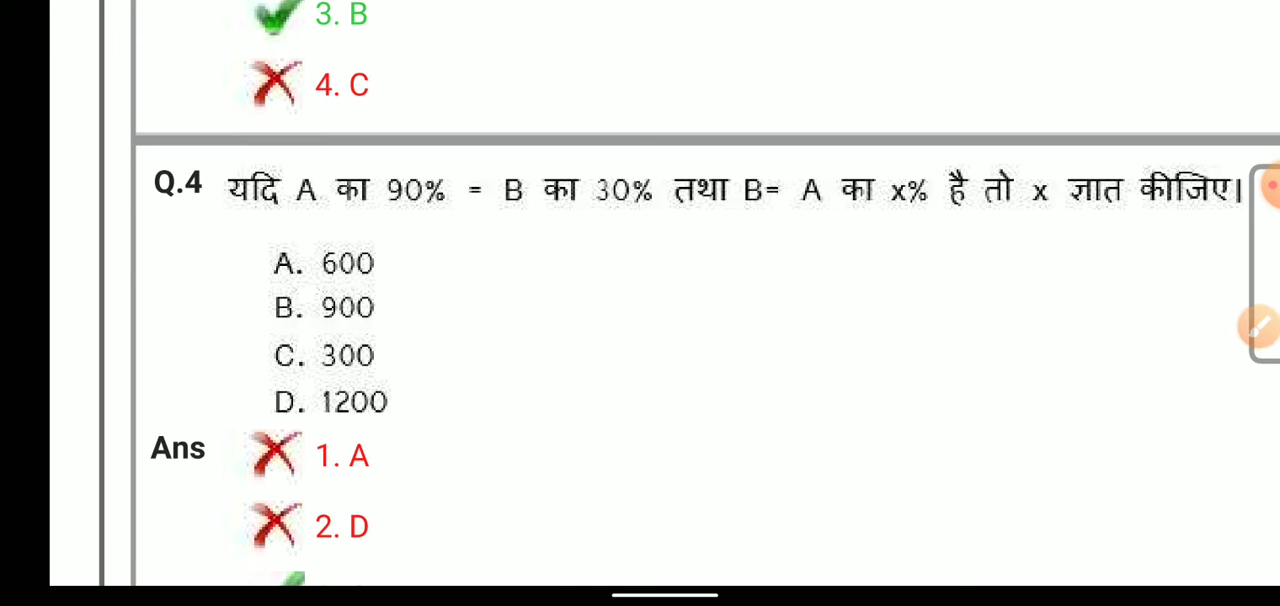 3. B
4. C
Q.4 यदि A का 90% = B का 30% तथा B= A का x% है तो x ज्ञात कीजिए।
A. 600
B. 900
C. 300
D. 1200
Ans
1. A
2. D